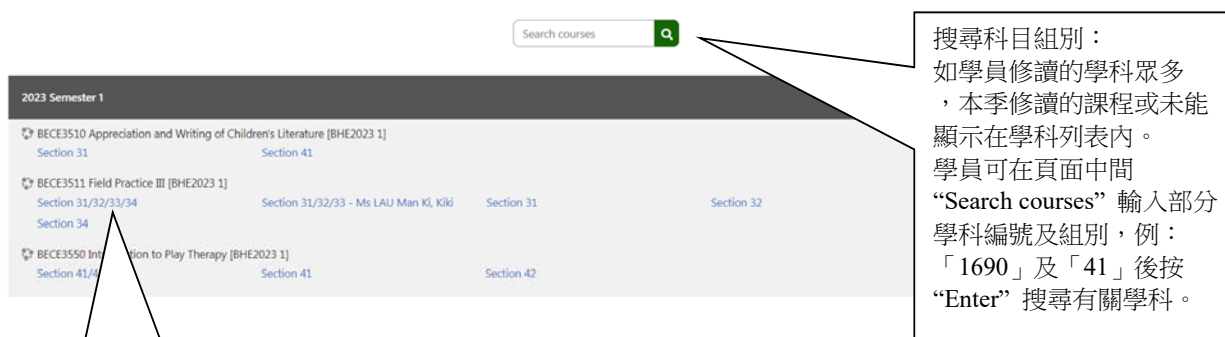 Search courses
2023 Semester 1
BECE3510 Appreciation and Writing of Children's Literature [BHE2023 1]
Section 31 Section 41
BECE3511 Field Practice III [BHE2023 1]
Section 31/32/33/34 Section 31/32/33 - Ms LAU Man Ki, Kiki Section 31 Section 32
Section 34
BECE3550 to Play Therapy [BHE2023 1]
Section 41/4 Section 41 Section 42
搜尋科目組別：
如學員修讀的學科眾多
，本季修讀的課程或未能
顯示在學科列表內。
學員可在頁面中間
“Search courses” 輸入部分
學科編號及組別，例：
「1690」及「41」後按
“Enter” 搜尋有關學科。